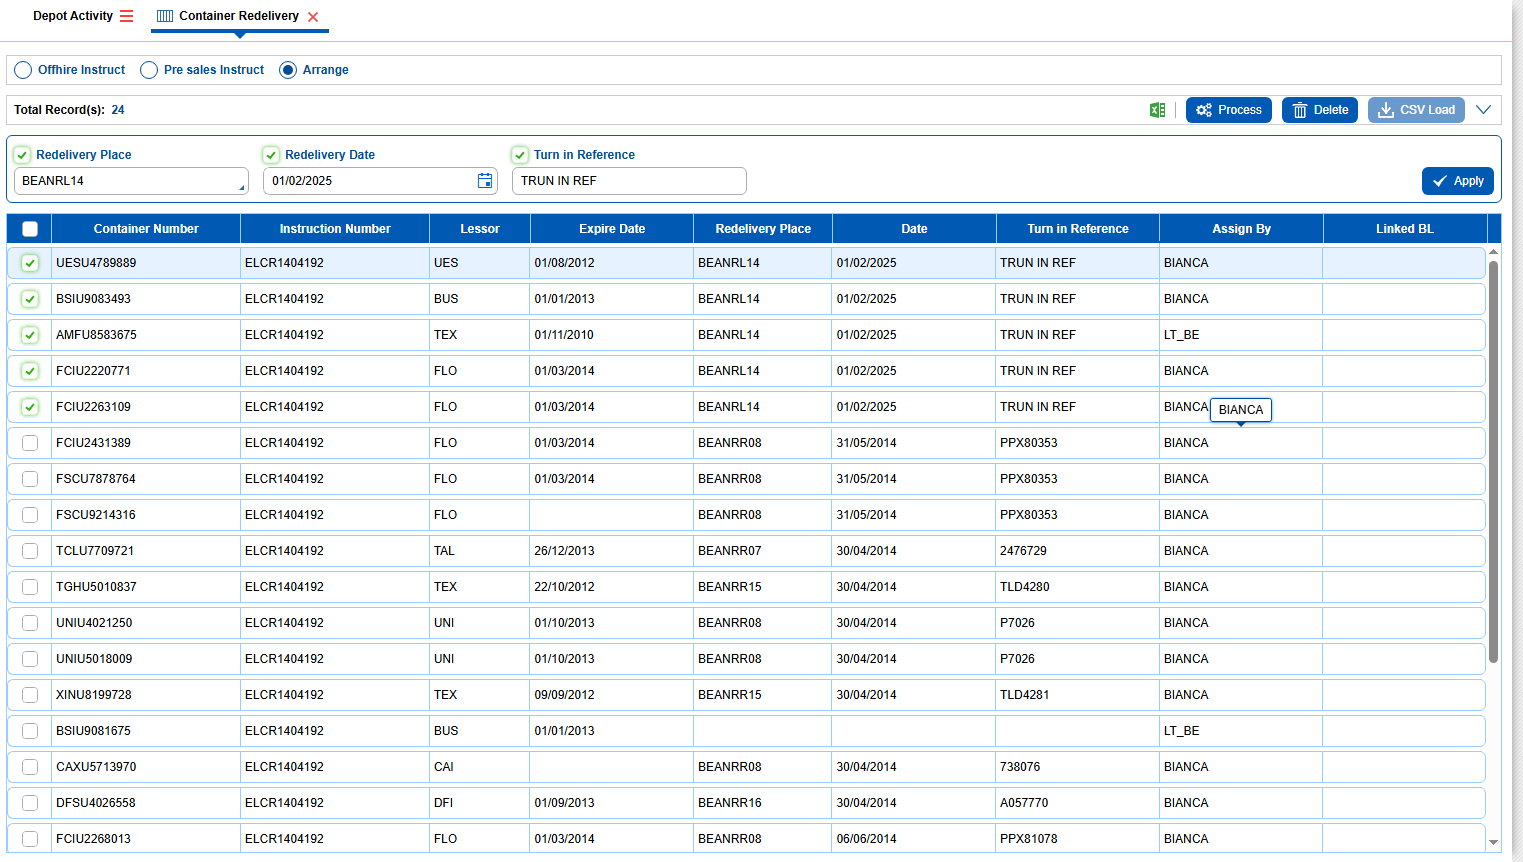 Depot Activity Container Redelivery
Offhire Instruct Pre sales Instruct Arrange
Total Record(s): 24 Process Delete CSV Load
Redelivery Place Redelivery Date Turn in Reference
BEANRL14 01/02/2025 TRUN IN REF Apply
Container Number Instruction Number Lessor Expire Date Redelivery Place Date Turn in Reference Assign By Linked BL
UESU4789889 ELCR1404192 UES 01/08/2012 BEANRL14 01/02/2025 TRUN IN REF BIANCA
BSIU9083493 ELCR1404192 BUS 01/01/2013 BEANRL14 01/02/2025 TRUN IN REF BIANCA
AMFU8583675 ELCR1404192 TEX 01/11/2010 BEANRL14 01/02/2025 TRUN IN REF LT_BE
FCIU2220771 ELCR1404192 FLO 01/03/2014 BEANRL14 01/02/2025 TRUN IN REF BIANCA
FCIU2263109 ELCR1404192 FLO 01/03/2014 BEANRL14 01/02/2025 TRUN IN REF BIANCA BIANCA
FCIU2431389 ELCR1404192 FLO 01/03/2014 BEANRR08 31/05/2014 PPX80353 BIANCA
FSCU7878764 ELCR1404192 FLO 01/03/2014 BEANRR08 31/05/2014 PPX80353 BIANCA
FSCU9214316 ELCR1404192 FLO BEANRR08 31/05/2014 PPX80353 BIANCA
TCLU7709721 ELCR1404192 TAL 26/12/2013 BEANRR07 30/04/2014 2476729 BIANCA
TGHU5010837 ELCR1404192 TEX 22/10/2012 BEANRR15 30/04/2014 TLD4280 BIANCA
UNIU4021250 ELCR1404192 UNI 01/10/2013 BEANRR08 30/04/2014 P7026 BIANCA
UNIU5018009 ELCR1404192 UNI 01/10/2013 BEANRR08 30/04/2014 P7026 BIANCA
XINU8199728 ELCR1404192 TEX 09/09/2012 BEANRR15 30/04/2014 TLD4281 BIANCA
BSIU9081675 ELCR1404192 BUS 01/01/2013 LT_BE
CAXU5713970 ELCR1404192 CAI BEANRR08 30/04/2014 738076 BIANCA
DFSU4026558 ELCR1404192 DFI 01/09/2013 BEANRR16 30/04/2014 A057770 BIANCA
FCIU2268013 ELCR1404192 FLO 01/03/2014 BEANRR08 06/06/2014 PPX81078 BIANCA